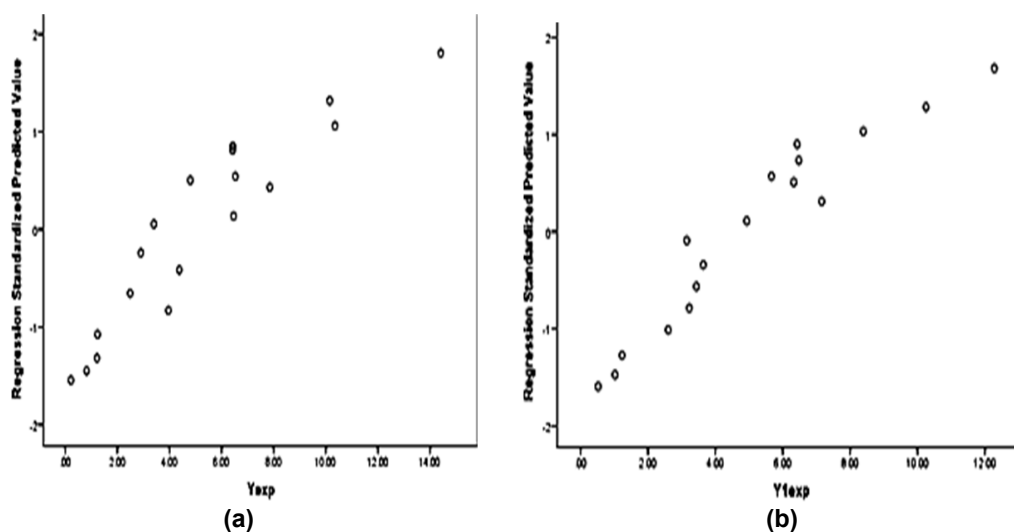 Regression Standardized Predicted Value
2
1
0
-1
-2
.00 2.00 4.00 6.00 8.00 10.00 12.00 14.00
Yexp
(a)
Regression Standardized Predicted Value
2
1
0
-1
-2
.00 2.00 4.00 6.00 8.00 10.00 12.00
Y1exp
(b)